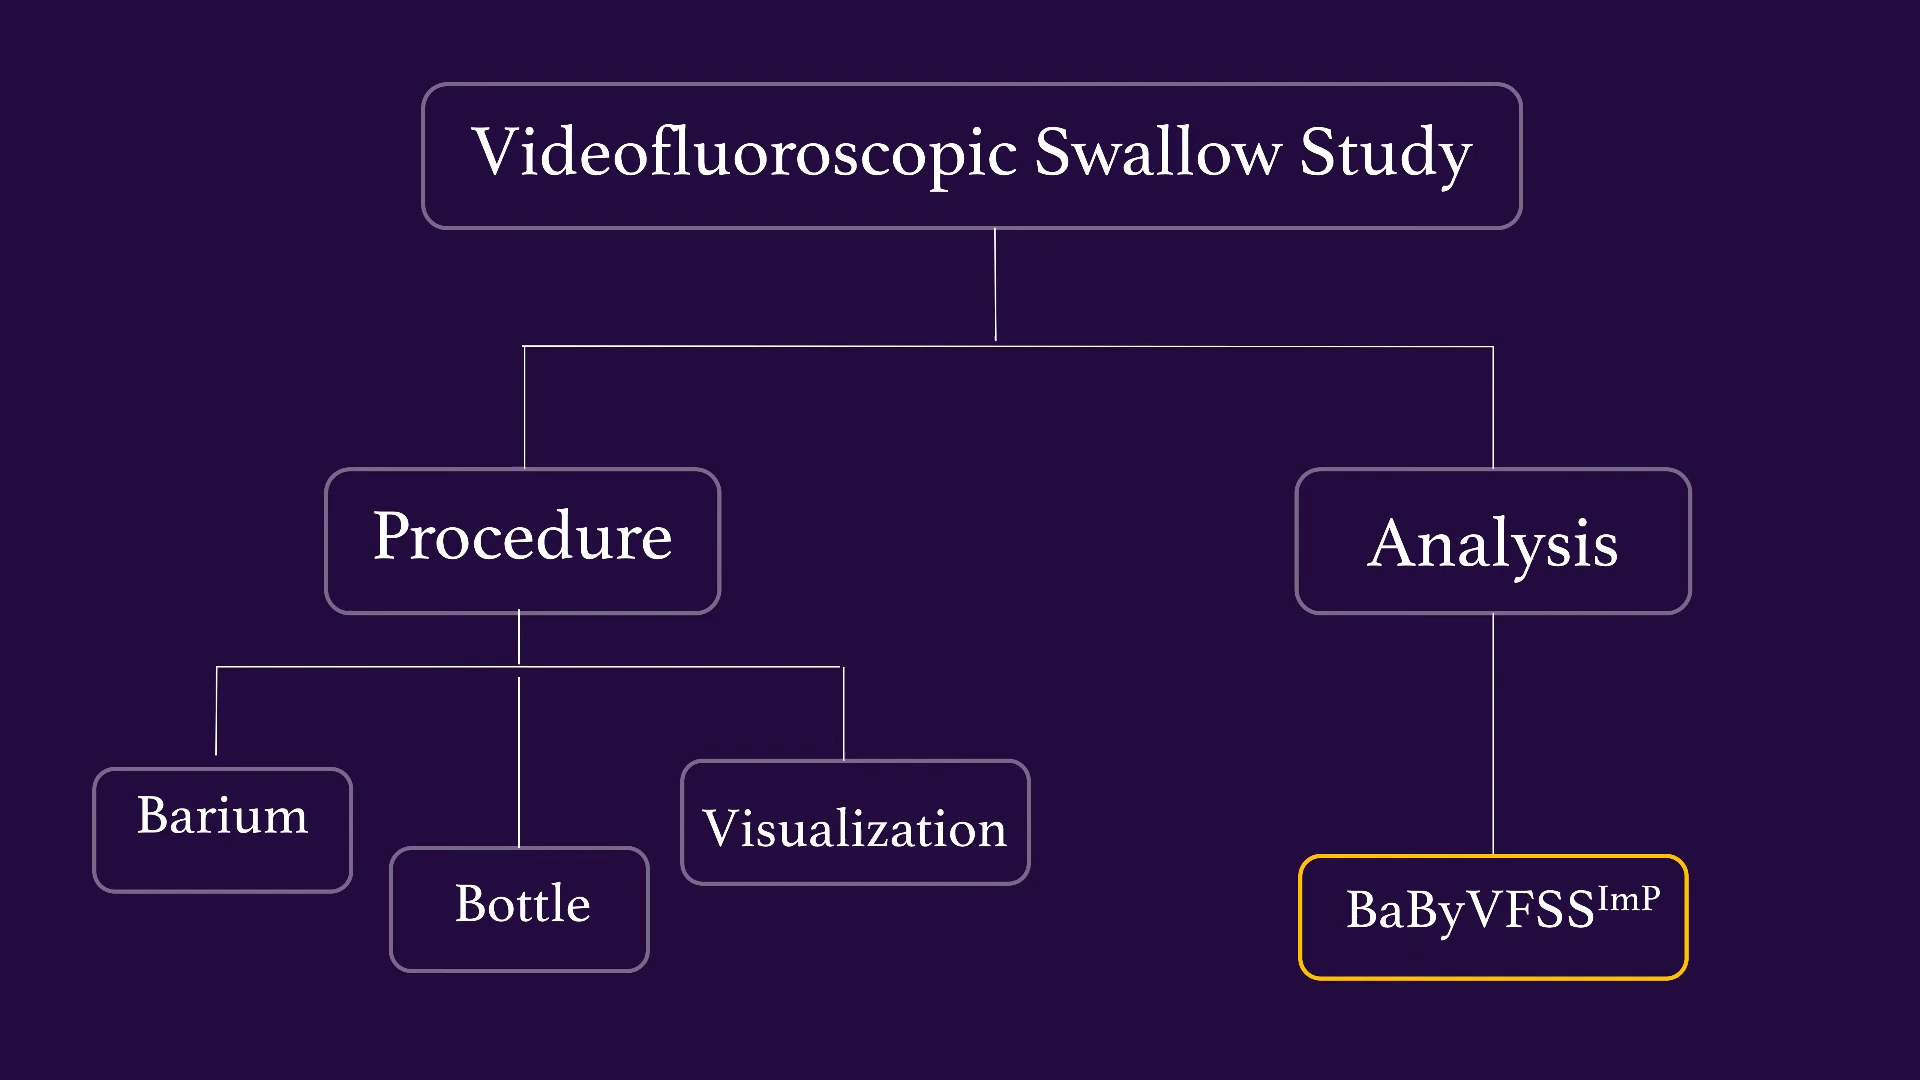 Videofluoroscopic Swallow Study
Procedure
Analysis
Barium
Bottle
Visualization
BaByVFSSImP